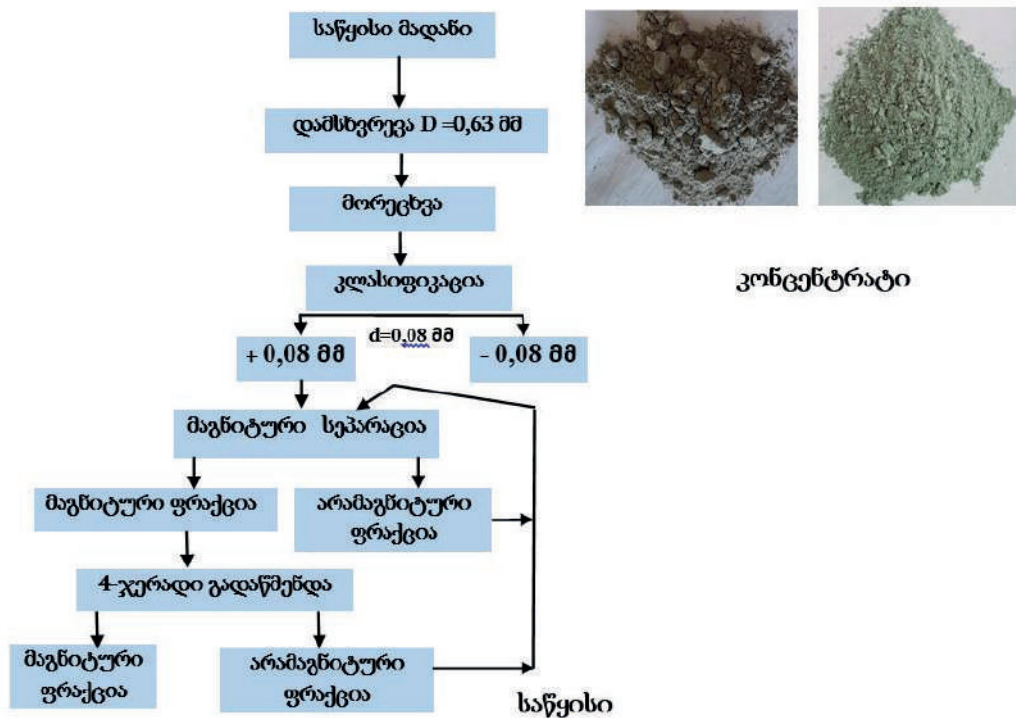 საწყისი მადანი
დამსხვრევა D =0,63 მმ
მორეცხვა
კლასიფიკაცია
d=0,08 მმ
+ 0,08 მმ
- 0,08 მმ
მაგნიტური სეპარაცია
მაგნიტური ფრაქცია
არამაგნიტური
ფრაქცია
4-ჯერადი გადაწმენდა
მაგნიტური
ფრაქცია
არამაგნიტური
ფრაქცია
საწყისი
კონცენტრატი